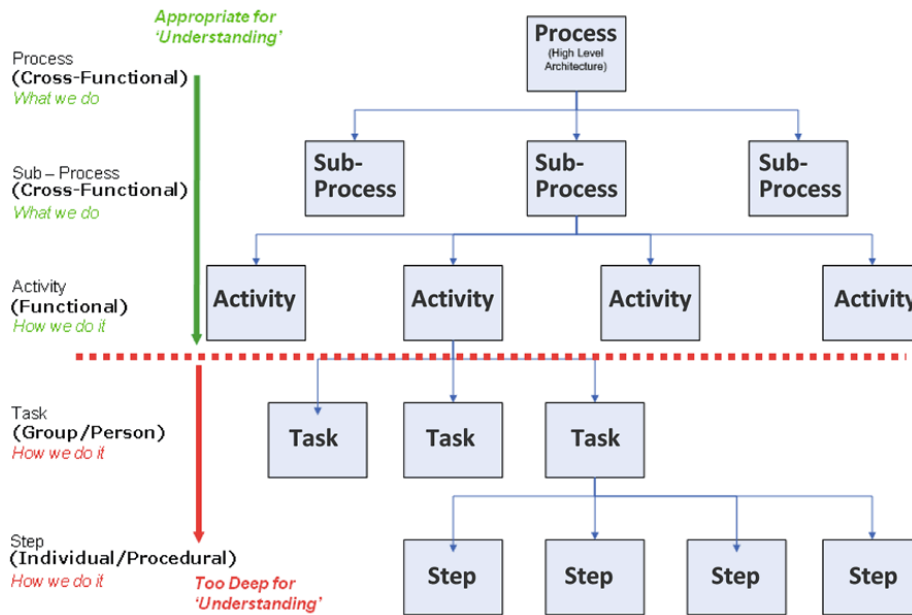 Appropriate for
'Understanding'
Process
(Cross-Functional)
What we do
Process
(High Level
Architecture)
Sub – Process
(Cross-Functional)
What we do
Sub-
Process
Sub-
Process
Sub-
Process
Activity
(Functional)
How we do it
Activity
Activity
Activity
Activity
Task
(Group/Person)
How we do it
Task
Task
Task
Step
(Individual/Procedural)
How we do it
Step
Step
Step
Step
Too Deep for
'Understanding'